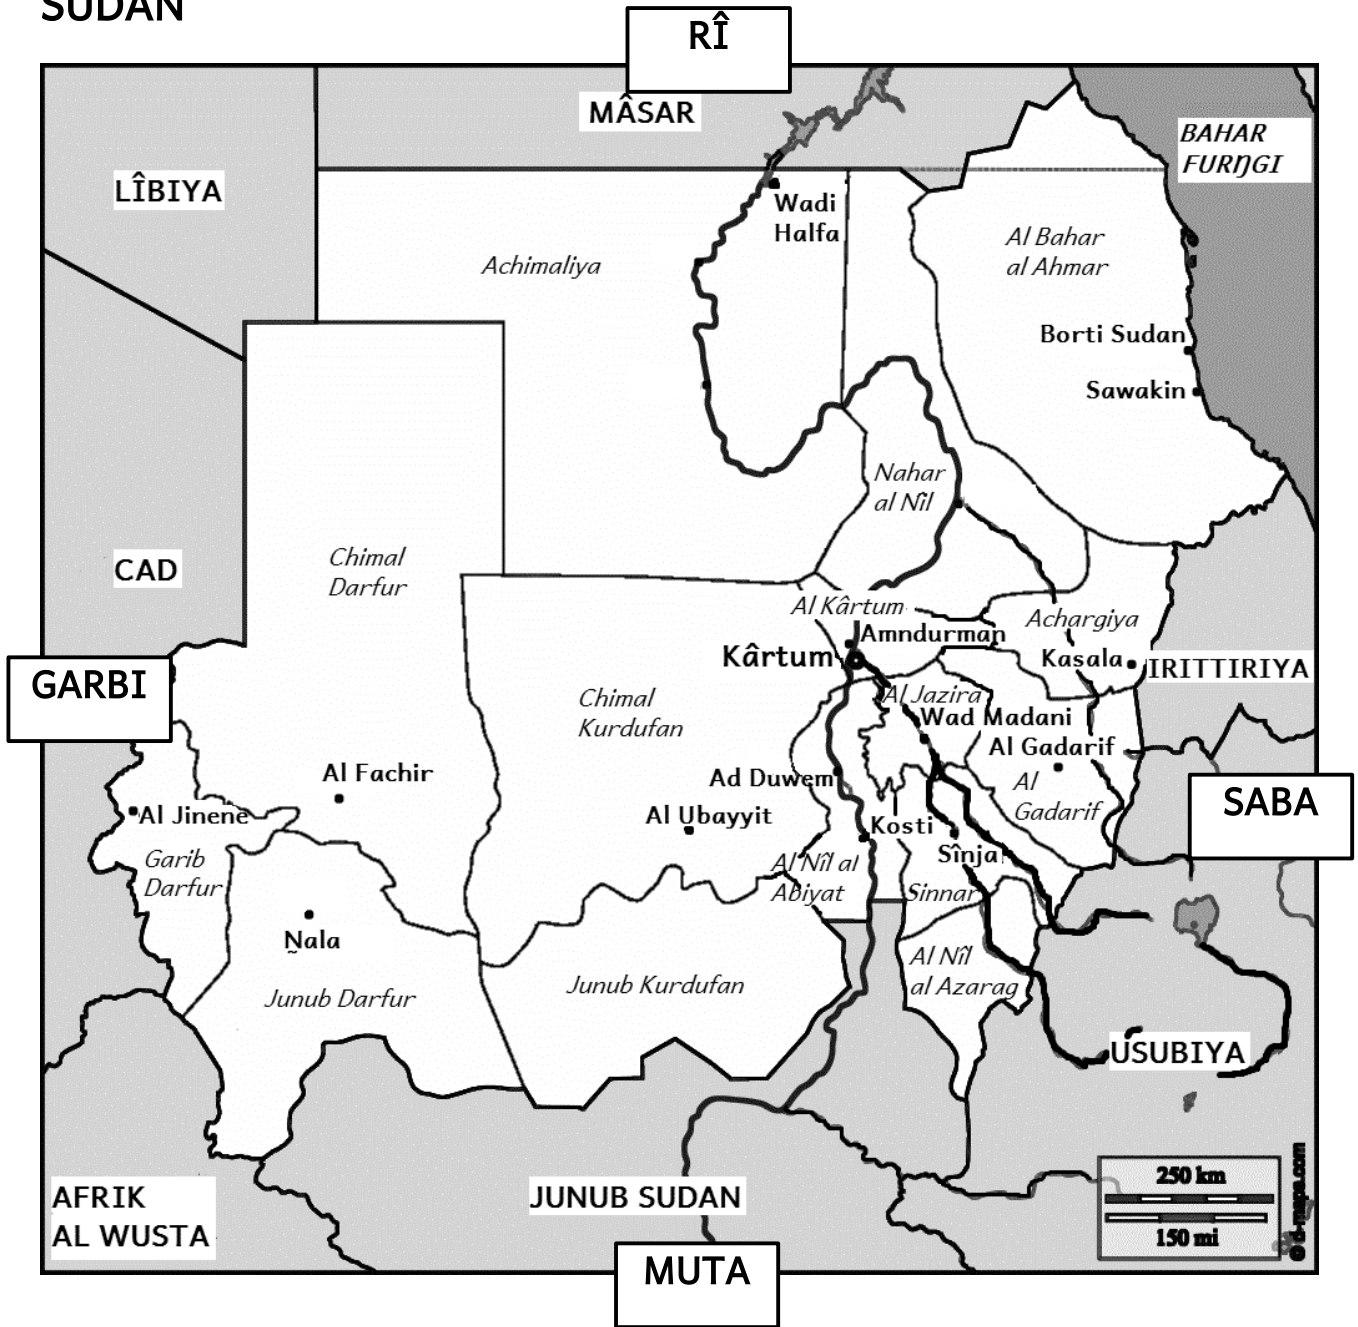 SUDAN
RÎ
MÂSAR
BAHAR
FURŊGI
LÎBIYA
Wadi
Halfa
Al Bahar
al Ahmar
Achimaliya
Borti Sudan
Sawakin
Nahar
al Nîl
CAD
Chimal
Darfur
Al Kârtum
Achargiya
Amndurman
Kârtum
Kasala
IRITTIRIYA
GARBI
Chimal
Kurdufan
Al Jazira
Wad Madani
Al Gadarif
Al Fachir
Ad Duwem
Al
Gadarif
SABA
Al Jinene
Al Ubayyit
Kosti
Sînja
Garib
Darfur
Al Nîl al
Abiyat
Sinnar
Ñala
Al Nîl
al Azarag
Junub Darfur
Junub Kurdufan
USUBIYA
250 km
150 mi
© d-maps.com
AFRIK
AL WUSTA
JUNUB SUDAN
MUTA